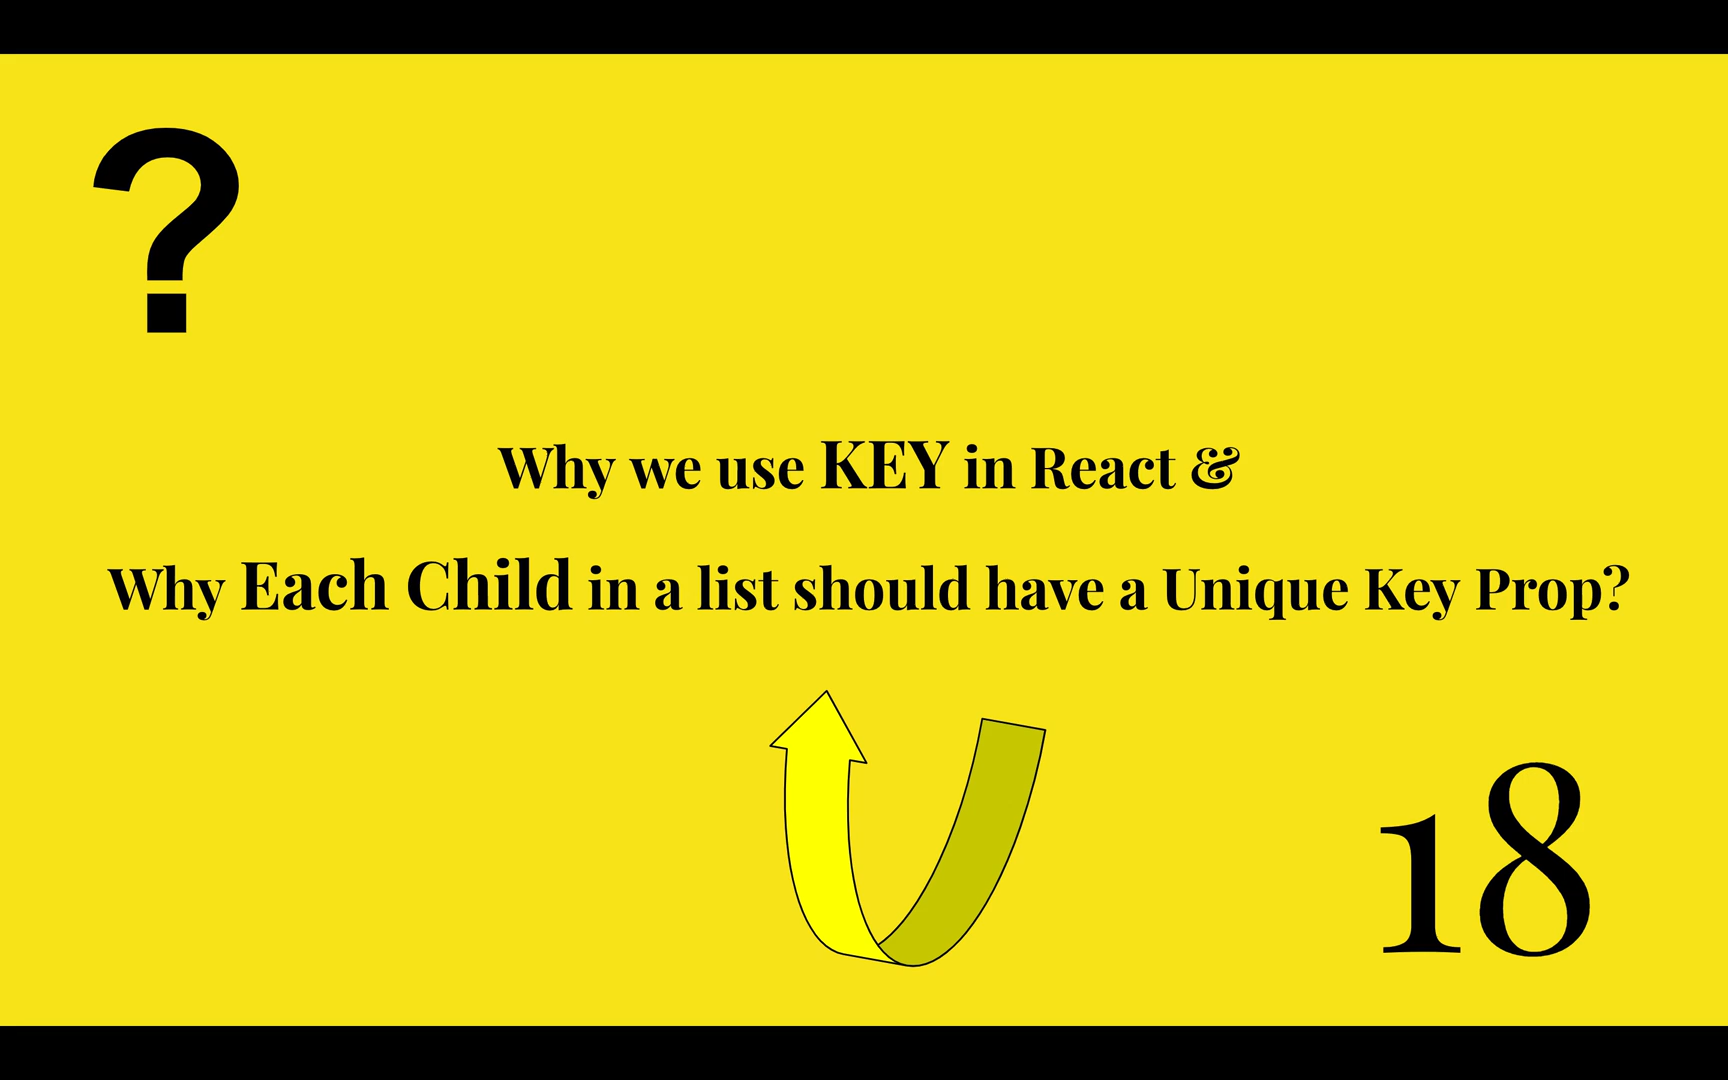 ?
Why we use KEY in React &
Why Each Child in a list should have a Unique Key Prop?
18